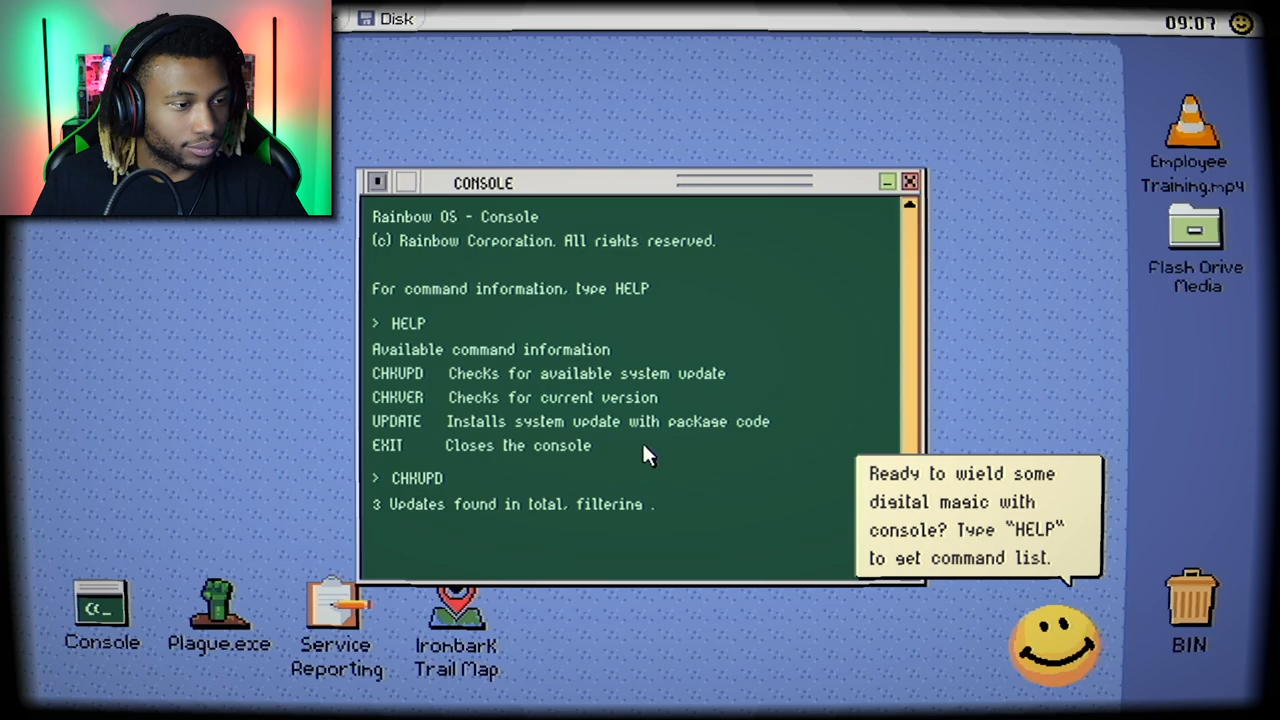 Disk
09:07
Employee
Training.mp4
Flash Drive
Media
CONSOLE
Rainbow OS - Console
(c) Rainbow Corporation. All rights reserved.
For command information, type HELP
> HELP
Available command information
CHKUPD Checks for available system update
CHKVER Checks for current version
UPDATE Installs system update with package code
EXIT Closes the console
> CHKUPD
3 Updates found in total, filtering .
Ready to wield some
digital magic with
console? Type "HELP"
to get command list.
Console
Plague.exe
Service
Reporting
Ironbark
Trail Map
BIN